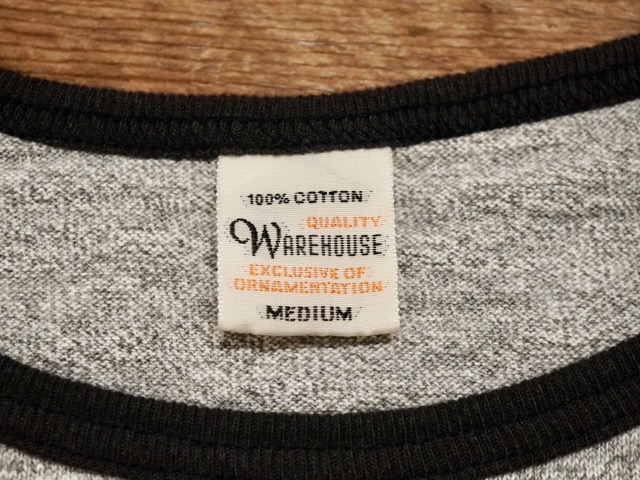 100% COTTON
QUALITY
WAREHOUSE
EXCLUSIVE OF
ORNAMENTATION
MEDIUM